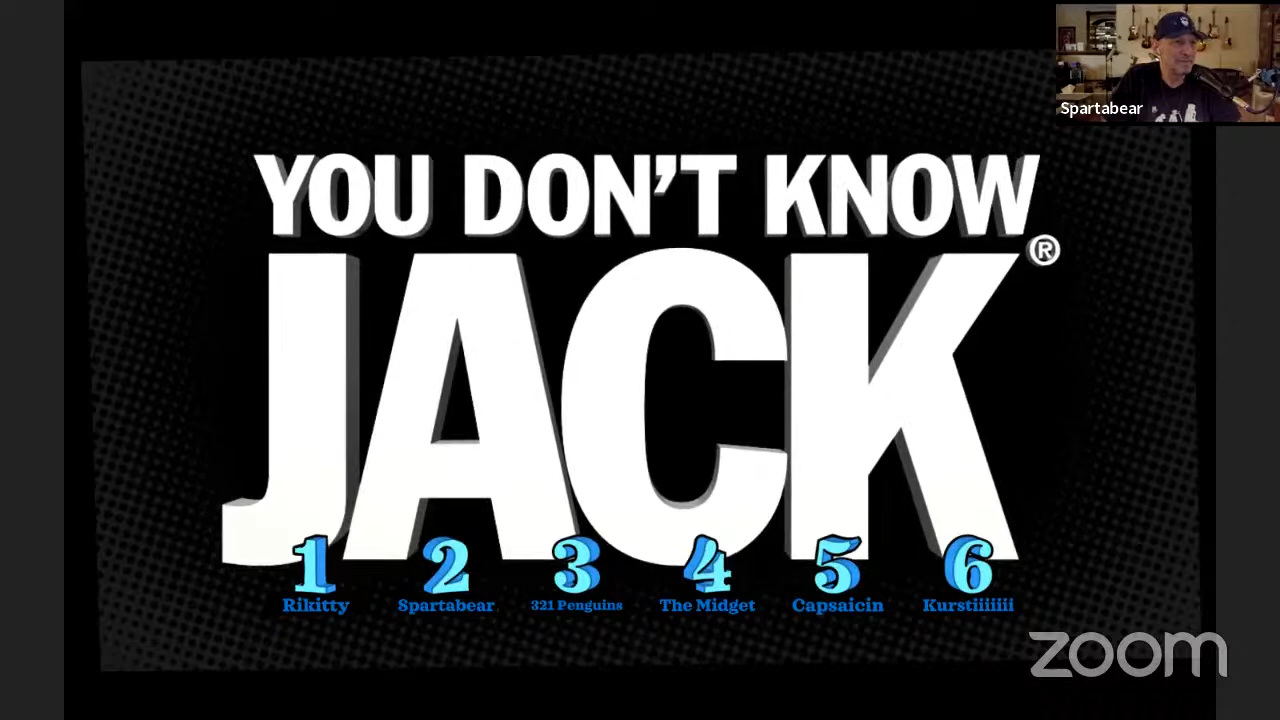 Spartabear
YOU DON'T KNOW
JACK®
1 2 3 4 5 6
Rikitty Spartabear 321 Penguins The Midget Capsaicin Kurstiiiiiii
zoom